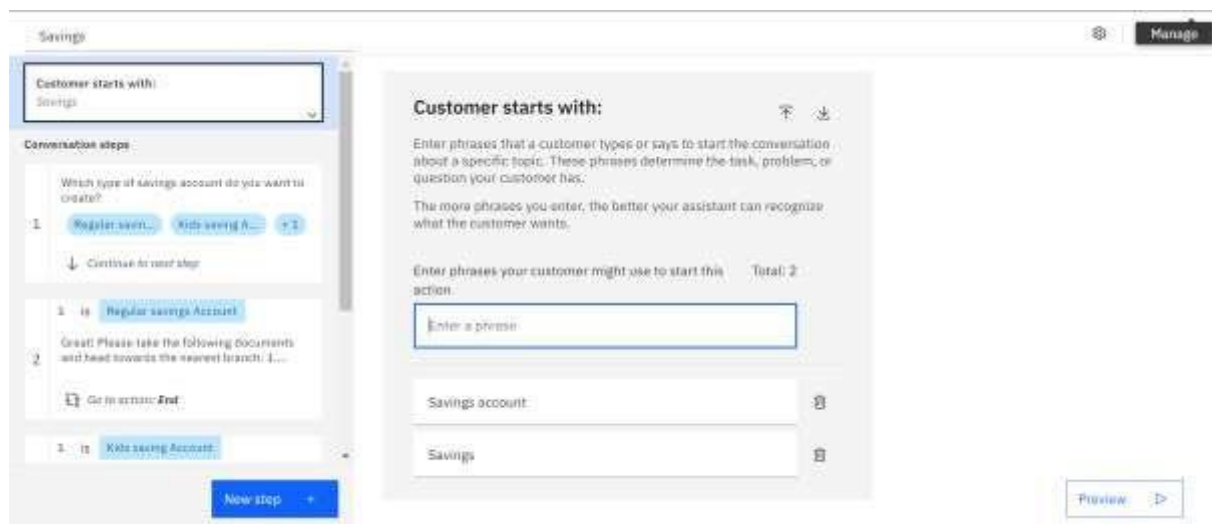 Savings
Manage
Customer starts with:
Savings
Conversation steps
1
Which type of savings account do you want to
create?
Regular savin... Kids saving A... + 1
Continue to next step
2
1 is Regular savings Account
Great! Please take the following documents
and head towards the nearest branch: 1....
Go to action: End
1 is Kids saving Account
New step +
Customer starts with:
Enter phrases that a customer types or says to start the conversation
about a specific topic. These phrases determine the task, problem, or
question your customer has.
The more phrases you enter, the better your assistant can recognize
what the customer wants.
Enter phrases your customer might use to start this Total: 2
action
Enter a phrase
Savings account
Savings
Preview